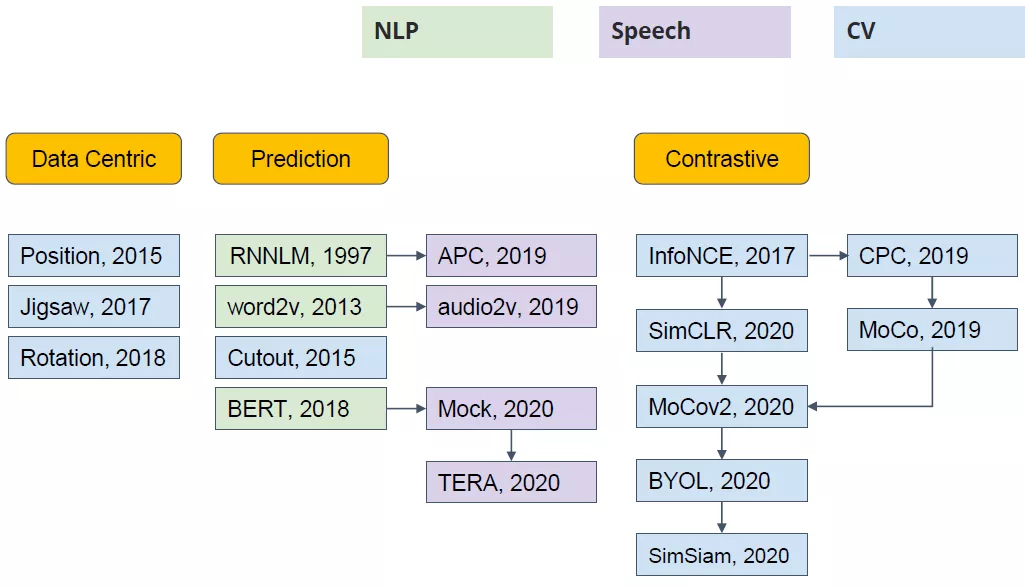 NLP
Speech
CV
Data Centric
Prediction
Contrastive
Position, 2015
RNNLM, 1997
APC, 2019
InfoNCE, 2017
CPC, 2019
Jigsaw, 2017
word2v, 2013
audio2v, 2019
SimCLR, 2020
MoCo, 2019
Rotation, 2018
Cutout, 2015
BERT, 2018
Mock, 2020
MoCov2, 2020
TERA, 2020
BYOL, 2020
SimSiam, 2020